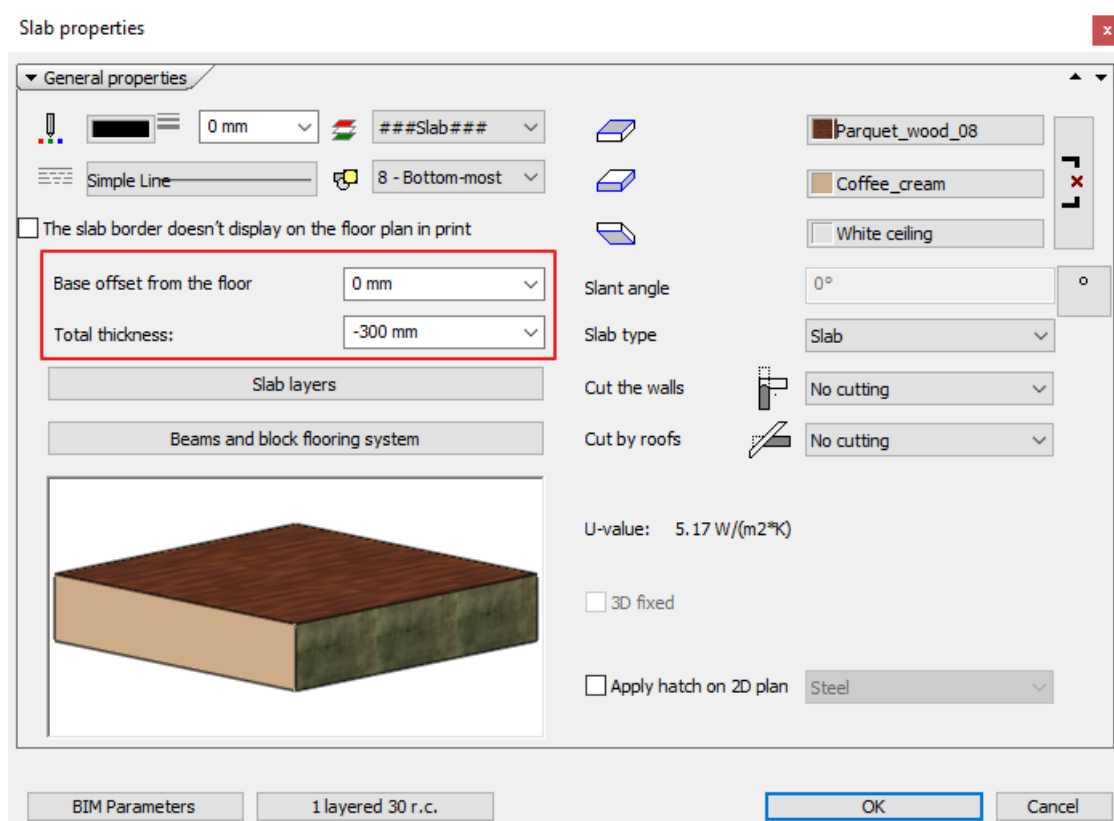 Slab properties
x
General properties
0 mm
###Slab###
Parquet_wood_08
Simple Line
8 - Bottom-most
Coffee_cream
The slab border doesn't display on the floor plan in print
White ceiling
Base offset from the floor
0 mm
Slant angle
0°
°
Total thickness:
-300 mm
Slab type
Slab
Slab layers
Cut the walls
No cutting
Beams and block flooring system
Cut by roofs
No cutting
U-value: 5.17 W/(m2*K)
3D fixed
Apply hatch on 2D plan
Steel
BIM Parameters
1 layered 30 r.c.
OK
Cancel